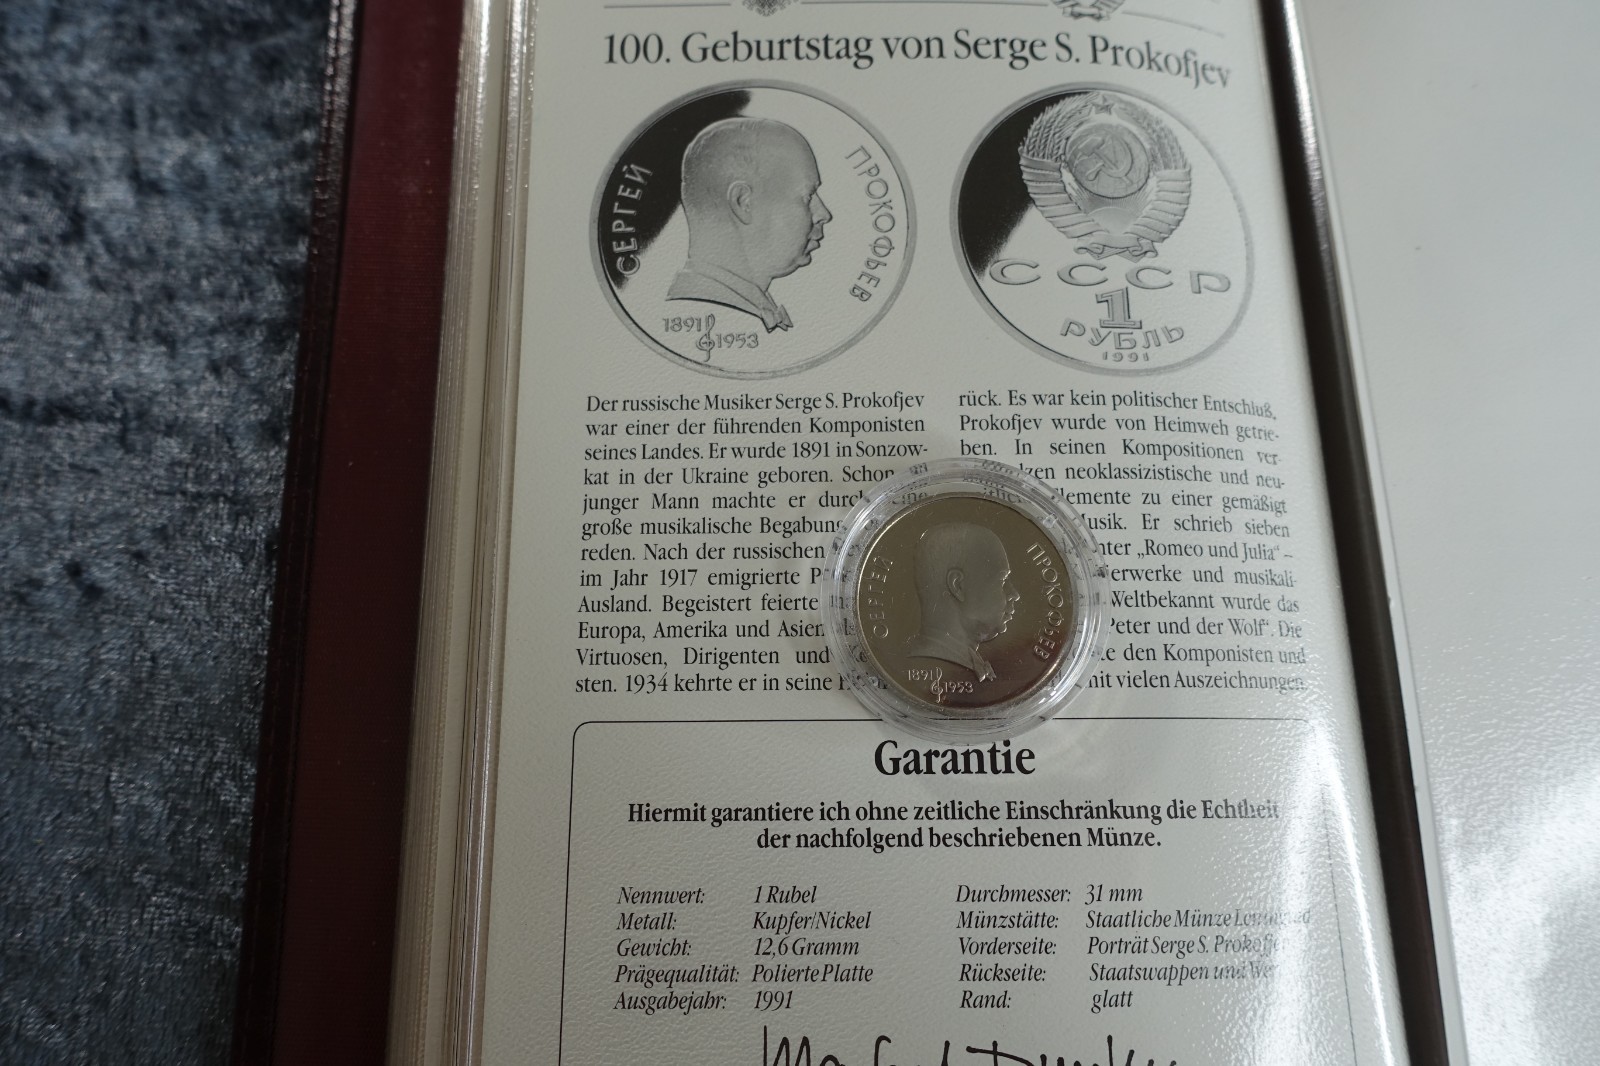 100. Geburtstag von Serge S. Prokofjev
СЕРГЕЙ
ПРОКОФЬЕВ
1891
1953
СССР
1
РУБЛЬ
1991
Der russische Musiker Serge S. Prokofjev
war einer der führenden Komponisten
seines Landes. Er wurde 1891 in Sonzow-
kat in der Ukraine geboren. Schon
junger Mann machte er durch
große musikalische Begabung
reden. Nach der russischen
im Jahr 1917 emigrierte
Ausland. Begeistert feierte
Europa, Amerika und Asien
Virtuosen, Dirigenten und
sten. 1934 kehrte er in seine
rück. Es war kein politischer Entschluß,
Prokofjev wurde von Heimweh getrie-
ben. In seinen Kompositionen ver-
neoklassizistische und neu-
Elemente zu einer gemäßigt
Musik. Er schrieb sieben
„Romeo und Julia“ –
und musikali-
Weltbekannt wurde das
Peter und der Wolf“. Die
den Komponisten und
mit vielen Auszeichnungen.
СЕРГЕЙ
ПРОКОФЬЕВ
1891
1953
Garantie
Hiermit garantiere ich ohne zeitliche Einschränkung die Echtheit
der nachfolgend beschriebenen Münze.
Nennwert: 1 Rubel
Metall: Kupfer/Nickel
Gewicht: 12,6 Gramm
Prägequalität: Polierte Platte
Ausgabejahr: 1991
Durchmesser: 31 mm
Münzstätte: Staatliche Münze Leningrad
Vorderseite: Porträt Serge S. Prokofjev
Rückseite: Staatswappen und
Rand: glatt